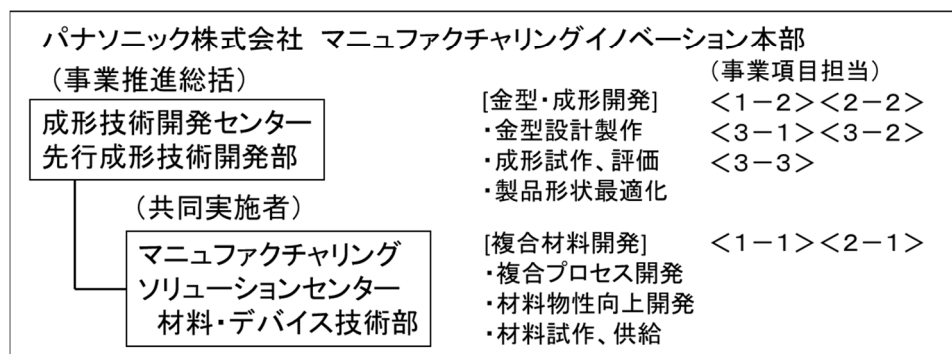 パナソニック株式会社 マニュファクチャリングイノベーション本部
（事業推進総括）
（事業項目担当）
成形技術開発センター
先行成形技術開発部
[金型・成形開発] ＜１－２＞＜２－２＞
・金型設計製作 ＜３－１＞＜３－２＞
・成形試作、評価 ＜３－３＞
・製品形状最適化
（共同実施者）
マニュファクチャリング
ソリューションセンター
材料・デバイス技術部
[複合材料開発] ＜１－１＞＜２－１＞
・複合プロセス開発
・材料物性向上開発
・材料試作、供給